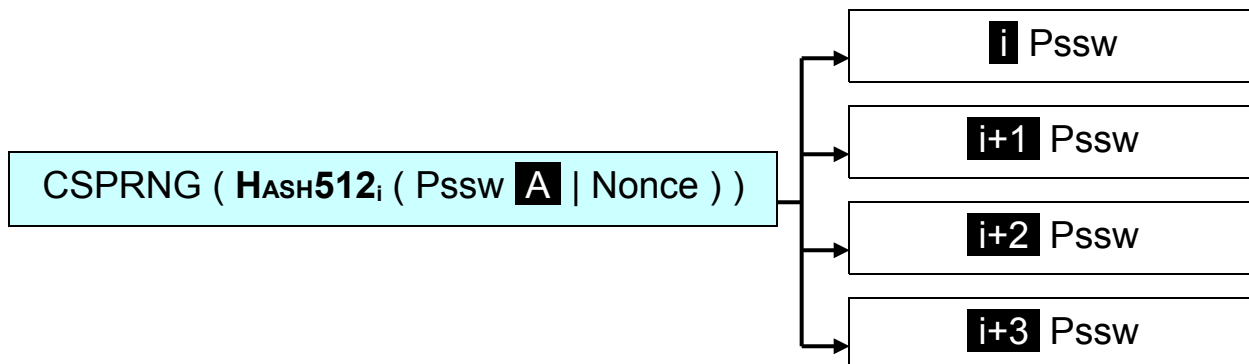 i Pssw
i+1 Pssw
CSPRNG ( HASH512i ( Pssw A | Nonce ) )
i+2 Pssw
i+3 Pssw